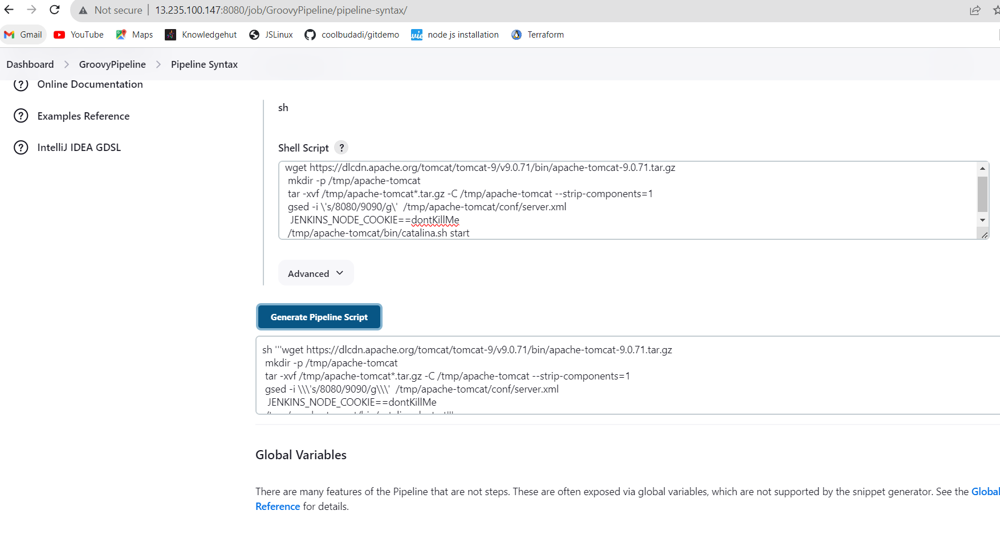 Not secure | 13.235.100.147:8080/job/GroovyPipeline/pipeline-syntax/
Gmail YouTube Maps Knowledgehut JSLinux coolbudadi/gitdemo node js installation Terraform
Dashboard > GroovyPipeline > Pipeline Syntax
Online Documentation
Examples Reference
IntelliJ IDEA GDSL
sh
Shell Script ?
wget https://dlcdn.apache.org/tomcat/tomcat-9/v9.0.71/bin/apache-tomcat-9.0.71.tar.gz
mkdir -p /tmp/apache-tomcat
tar -xvf /tmp/apache-tomcat*.tar.gz -C /tmp/apache-tomcat --strip-components=1
gsed -i \'s/8080/9090/g\'  /tmp/apache-tomcat/conf/server.xml
JENKINS_NODE_COOKIE==dontKillMe
/tmp/apache-tomcat/bin/catalina.sh start
Advanced
Generate Pipeline Script
sh '''wget https://dlcdn.apache.org/tomcat/tomcat-9/v9.0.71/bin/apache-tomcat-9.0.71.tar.gz
mkdir -p /tmp/apache-tomcat
tar -xvf /tmp/apache-tomcat*.tar.gz -C /tmp/apache-tomcat --strip-components=1
gsed -i \\\'s/8080/9090/g\\\'  /tmp/apache-tomcat/conf/server.xml
JENKINS_NODE_COOKIE==dontKillMe
Global Variables
There are many features of the Pipeline that are not steps. These are often exposed via global variables, which are not supported by the snippet generator. See the Global
Reference for details.